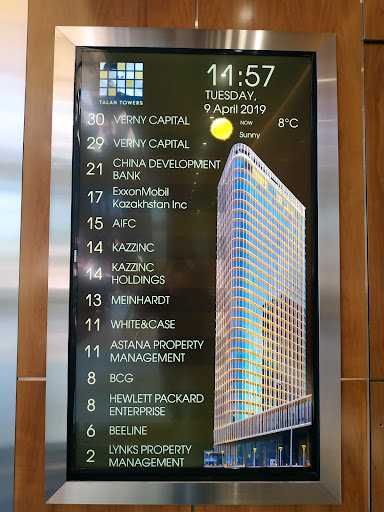 TALAN TOWERS
11:57
TUESDAY,
9 April 2019
NOW
Sunny
8°C
30 VERNY CAPITAL
29 VERNY CAPITAL
21 CHINA DEVELOPMENT
BANK
17 ExxonMobil
Kazakhstan Inc
15 AIFC
14 KAZZINC
14 KAZZINC
HOLDINGS
13 MEINHARDT
11 WHITE&CASE
11 ASTANA PROPERTY
MANAGEMENT
8 BCG
8 HEWLETT PACKARD
ENTERPRISE
6 BEELINE
2 LYNKS PROPERTY
MANAGEMENT